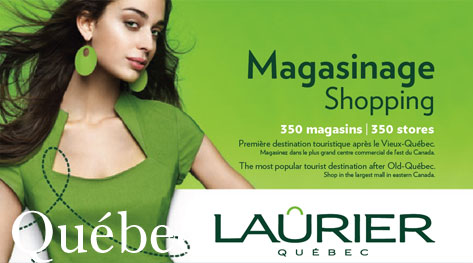 Magasinage
Shopping
350 magasins | 350 stores
Première destination touristique après le Vieux-Québec.
Magasinez dans le plus grand centre commercial de l'est du Canada.
The most popular tourist destination after Old-Québec.
Shop in the largest mall in eastern Canada.
Québe
LAÛRIER
QUÉBEC